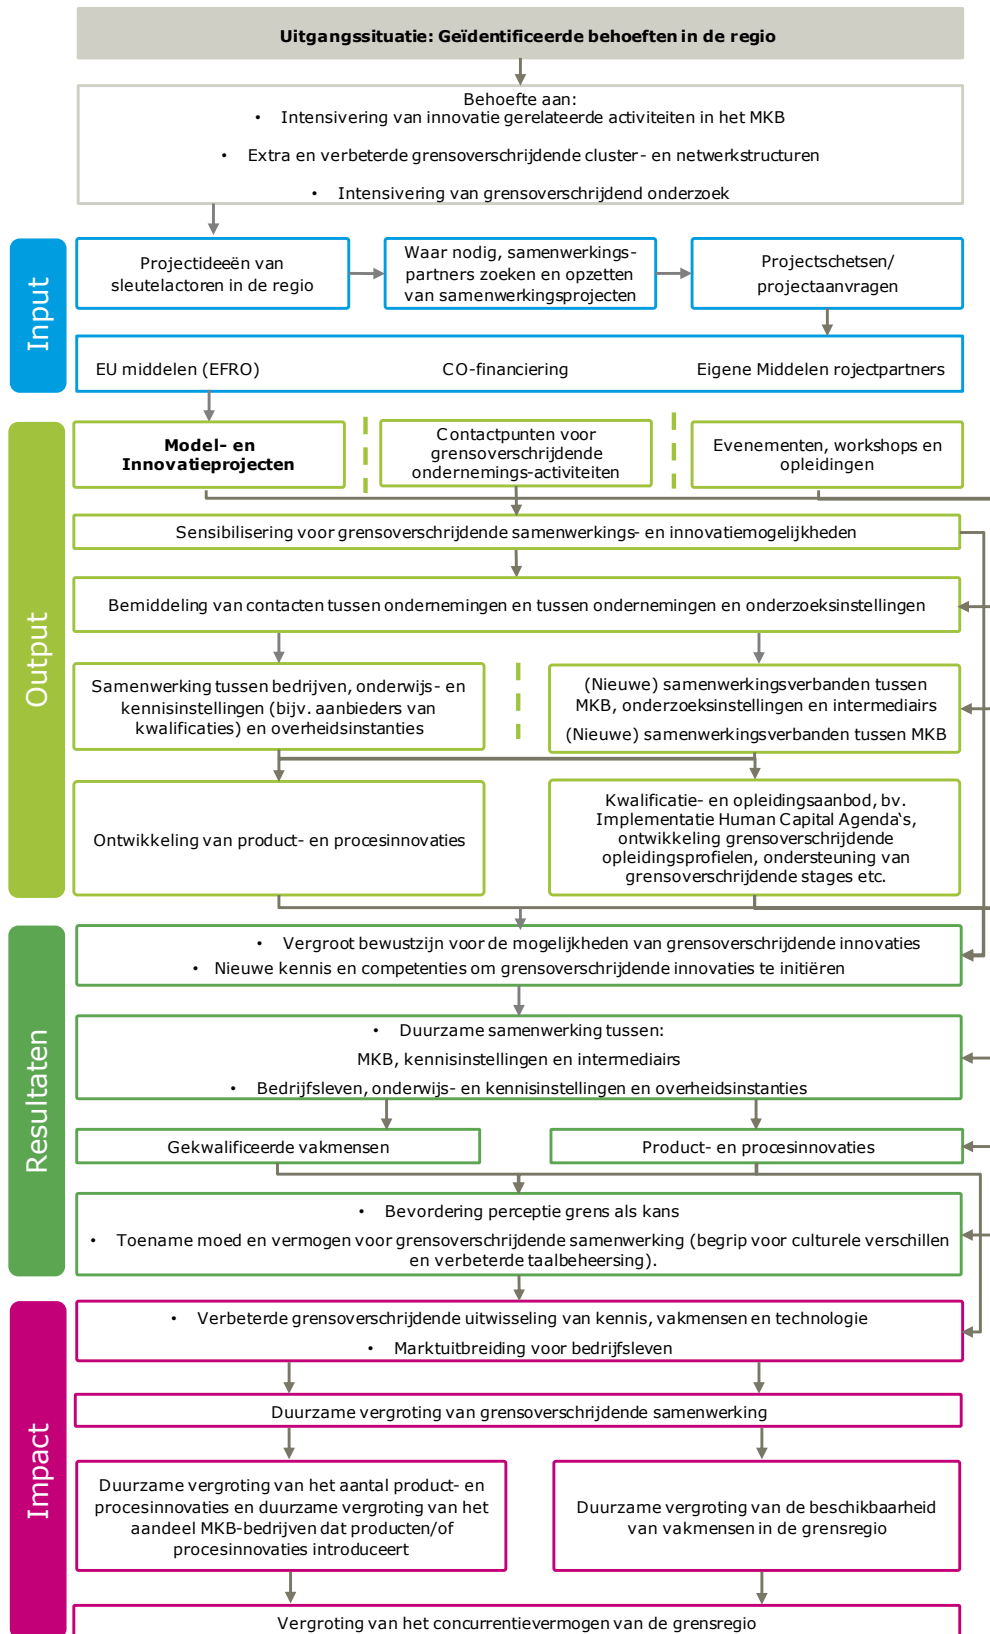 Uitgangssituatie: Geïdentificeerde behoeften in de regio
Behoefte aan:
• Intensivering van innovatie gerelateerde activiteiten in het MKB
• Extra en verbeterde grensoverschrijdende cluster- en netwerkstructuren
• Intensivering van grensoverschrijdend onderzoek
Input
Projectideeën van
sleutelactoren in de regio
Waar nodig, samenwerkings-
partners zoeken en opzetten
van samenwerkingsprojecten
Projectschetsen/
projectaanvragen
EU middelen (EFRO)
CO-financiering
Eigene Middelen rojectpartners
Output
Model- en
Innovatieprojecten
Contactpunten voor
grensoverschrijdende
ondernemings-activiteiten
Evenementen, workshops en
opleidingen
Sensibilisering voor grensoverschrijdende samenwerkings- en innovatiemogelijkheden
Bemiddeling van contacten tussen ondernemingen en tussen ondernemingen en onderzoeksinstellingen
Samenwerking tussen bedrijven, onderwijs- en
kennisinstellingen (bijv. aanbieders van
kwalificaties) en overheidsinstanties
(Nieuwe) samenwerkingsverbanden tussen
MKB, onderzoeksinstellingen en intermediairs
(Nieuwe) samenwerkingsverbanden tussen MKB
Ontwikkeling van product- en procesinnovaties
Kwalificatie- en opleidingsaanbod, bv.
Implementatie Human Capital Agenda‘s,
ontwikkeling grensoverschrijdende
opleidingsprofielen, ondersteuning van
grensoverschrijdende stages etc.
Resultaten
• Vergroot bewustzijn voor de mogelijkheden van grensoverschrijdende innovaties
• Nieuwe kennis en competenties om grensoverschrijdende innovaties te initiëren
• Duurzame samenwerking tussen:
MKB, kennisinstellingen en intermediairs
• Bedrijfsleven, onderwijs- en kennisinstellingen en overheidsinstanties
Gekwalificeerde vakmensen
Product- en procesinnovaties
• Bevordering perceptie grens als kans
• Toename moed en vermogen voor grensoverschrijdende samenwerking (begrip voor culturele verschillen
en verbeterde taalbeheersing).
Impact
• Verbeterde grensoverschrijdende uitwisseling van kennis, vakmensen en technologie
• Marktuitbreiding voor bedrijfsleven
Duurzame vergroting van grensoverschrijdende samenwerking
Duurzame vergroting van het aantal product- en
procesinnovaties en duurzame vergroting van het
aandeel MKB-bedrijven dat producten/of
procesinnovaties introduceert
Duurzame vergroting van de beschikbaarheid
van vakmensen in de grensregio
Vergroting van het concurrentievermogen van de grensregio